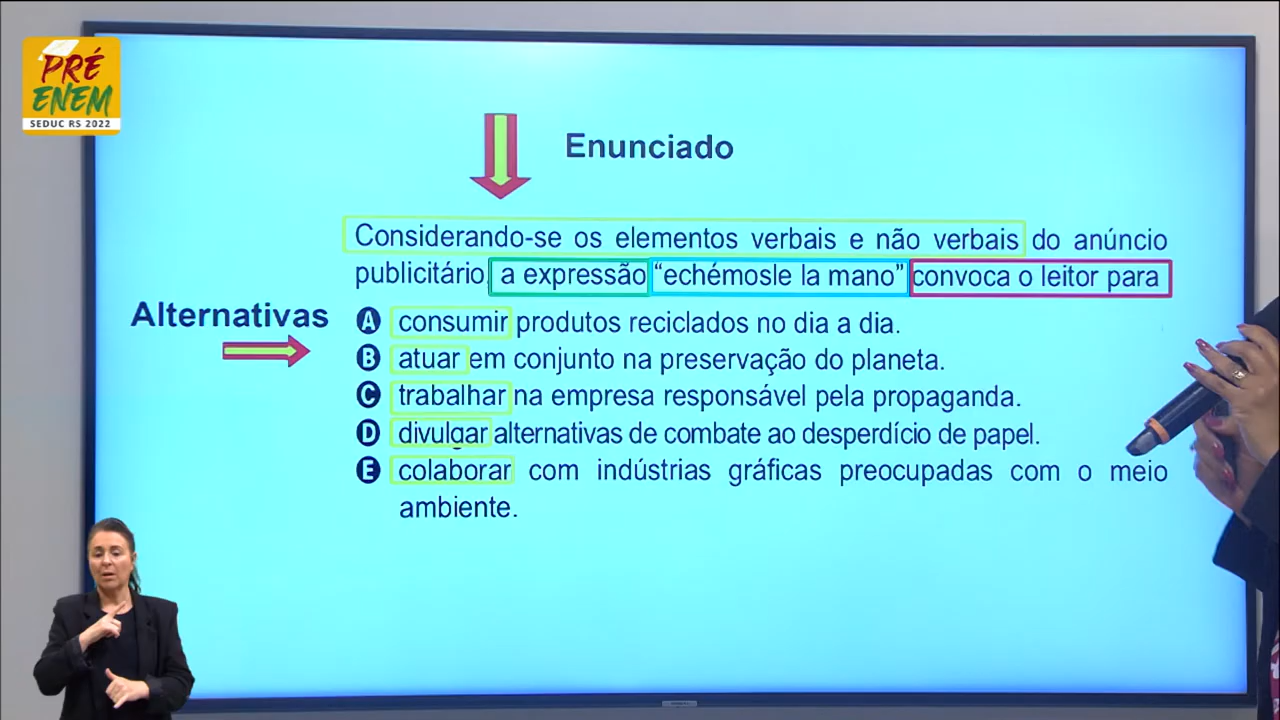 PRÉ
ENEM
SEDUC RS 2022
Enunciado
Considerando-se os elementos verbais e não verbais do anúncio
publicitário, a expressão “echémosle la mano” convoca o leitor para
Alternativas
A consumir produtos reciclados no dia a dia.
B atuar em conjunto na preservação do planeta.
C trabalhar na empresa responsável pela propaganda.
D divulgar alternativas de combate ao desperdício de papel.
E colaborar com indústrias gráficas preocupadas com o meio
ambiente.